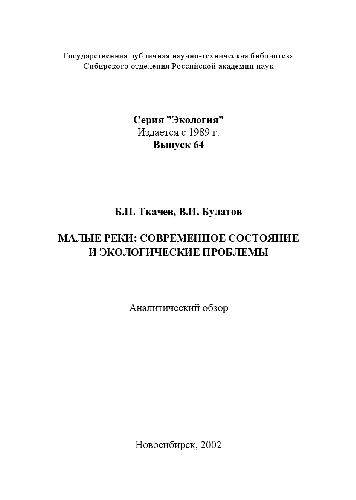 Государственная публичная научно-техническая библиотека
Сибирского отделения Российской академии наук
Серия "Экология"
Издается с 1989 г.
Выпуск 64
Б.П. Ткачев, В.И. Булатов
МАЛЫЕ РЕКИ: СОВРЕМЕННОЕ СОСТОЯНИЕ
И ЭКОЛОГИЧЕСКИЕ ПРОБЛЕМЫ
Аналитический обзор
Новосибирск, 2002